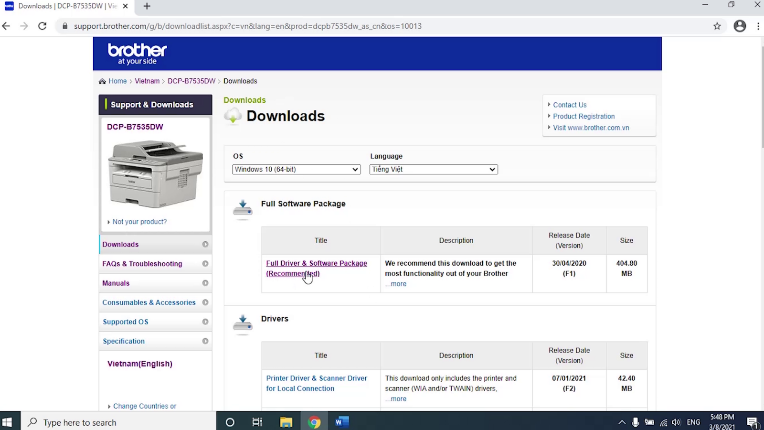 Downloads | DCP-B7535DW | Vie
support.brother.com/g/b/downloadlist.aspx?c=vn&lang=en&prod=dcpb7535dw_as_cn&os=10013
brother
at your side
Home › Vietnam › DCP-B7535DW › Downloads
Support & Downloads
DCP-B7535DW
Not your product?
Downloads
FAQs & Troubleshooting
Manuals
Consumables & Accessories
Supported OS
Specification
Vietnam(English)
Change Countries or
Downloads
Downloads
Contact Us
Product Registration
Visit www.brother.com.vn
OS
Language
Windows 10 (64-bit)
Tiếng Việt
Full Software Package
Title
Description
Release Date
(Version)
Size
Full Driver & Software Package
(Recommended)
We recommend this download to get the
most functionality out of your Brother
...more
30/04/2020
(F1)
404.80
MB
Drivers
Title
Description
Release Date
(Version)
Size
Printer Driver & Scanner Driver
for Local Connection
This download only includes the printer and
scanner (WIA and/or TWAIN) drivers,
...more
07/01/2021
(F2)
42.40
MB
Type here to search
ENG
5:48 PM
3/8/2021